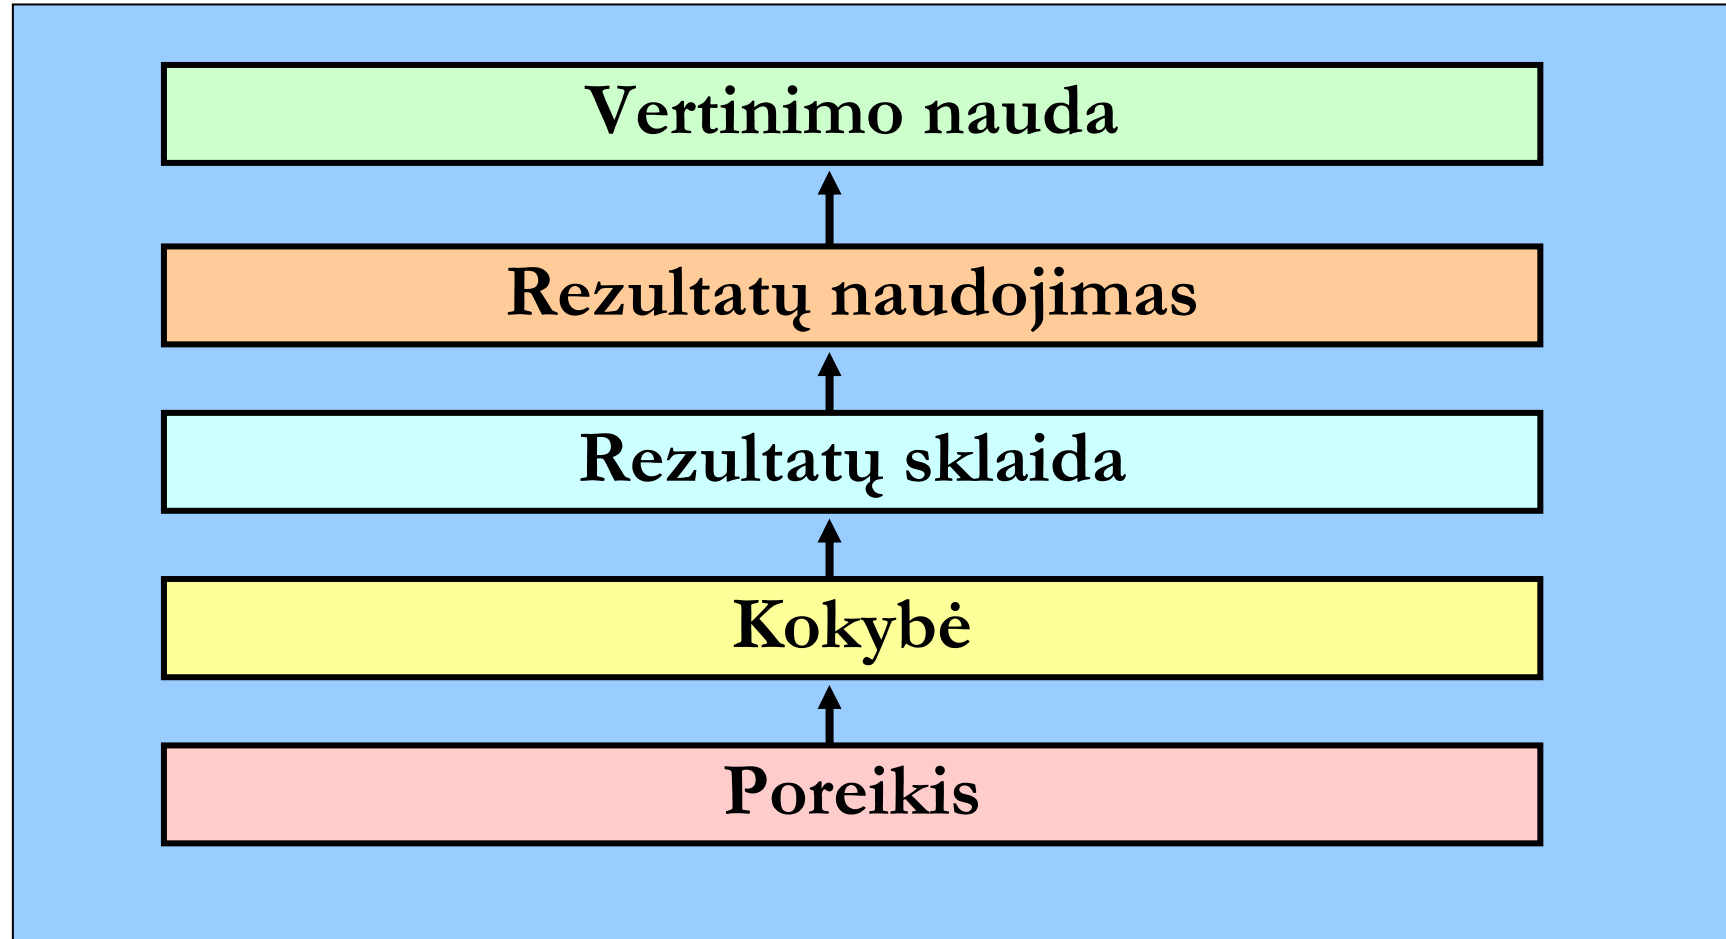 Vertinimo nauda
Rezultatų naudojimas
Rezultatų sklaida
Kokybė
Poreikis